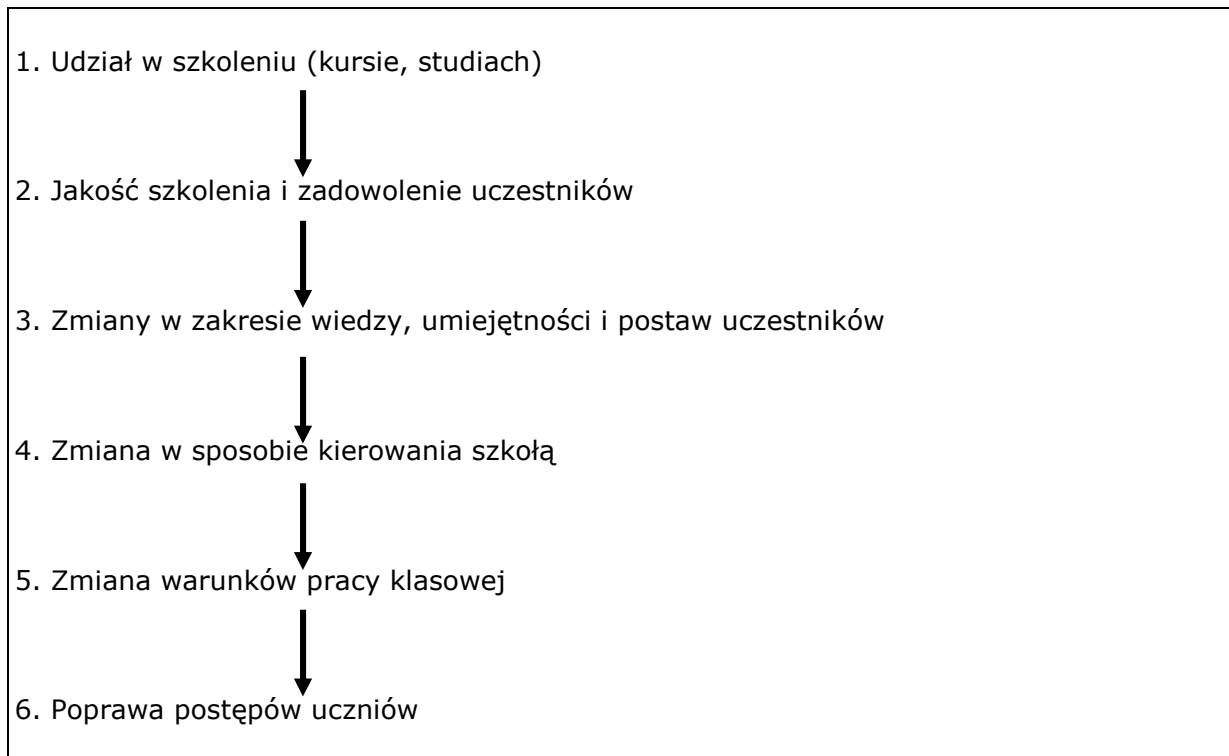 1. Udział w szkoleniu (kursie, studiach)
2. Jakość szkolenia i zadowolenie uczestników
3. Zmiany w zakresie wiedzy, umiejętności i postaw uczestników
4. Zmiana w sposobie kierowania szkołą
5. Zmiana warunków pracy klasowej
6. Poprawa postępów uczniów